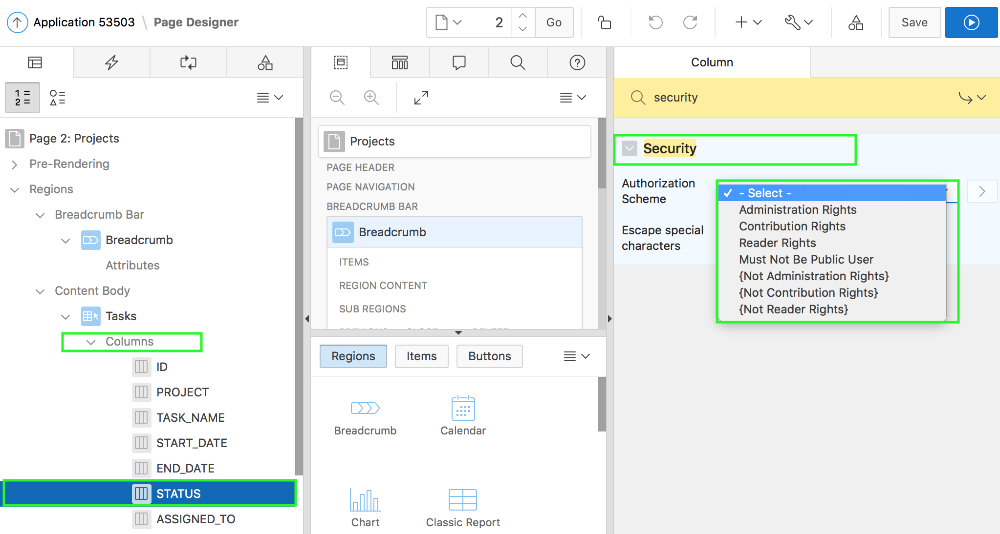 Application 53503 \ Page Designer
2
Go
Save
1
2
Page 2: Projects
Pre-Rendering
Regions
Breadcrumb Bar
Breadcrumb
Attributes
Content Body
Tasks
Columns
ID
PROJECT
TASK_NAME
START_DATE
END_DATE
STATUS
ASSIGNED_TO
Projects
PAGE HEADER
PAGE NAVIGATION
BREADCRUMB BAR
Breadcrumb
ITEMS
REGION CONTENT
SUB REGIONS
Regions
Items
Buttons
Breadcrumb
Calendar
Chart
Classic Report
Column
security
Security
Authorization
Scheme
- Select -
Administration Rights
Contribution Rights
Reader Rights
Must Not Be Public User
{Not Administration Rights}
{Not Contribution Rights}
{Not Reader Rights}
Escape special
characters